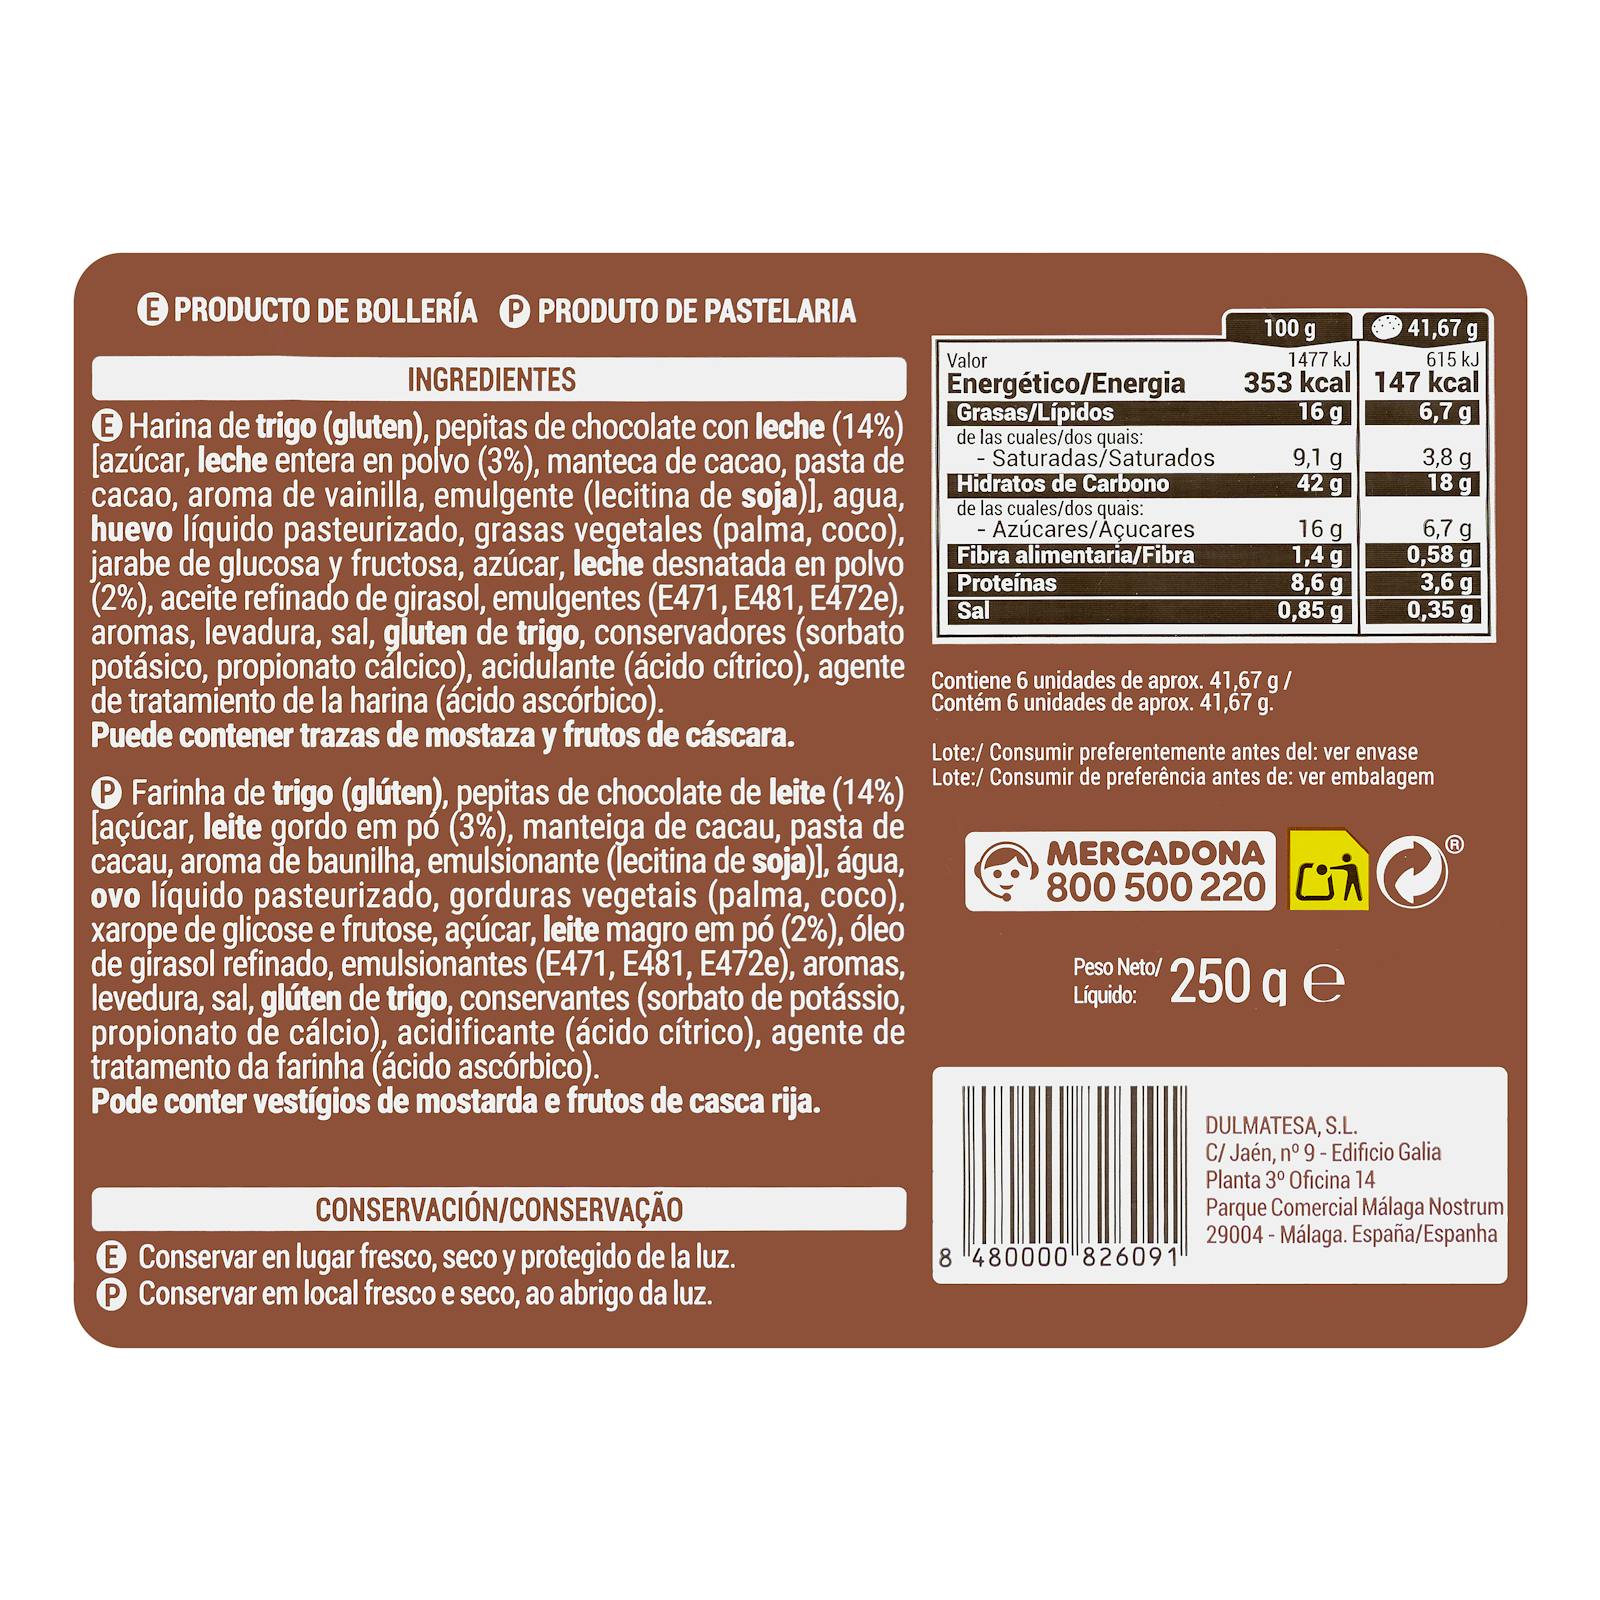 E PRODUCTO DE BOLLERÍA P PRODUTO DE PASTELARIA
INGREDIENTES
E Harina de trigo (gluten), pepitas de chocolate con leche (14%)
[azúcar, leche entera en polvo (3%), manteca de cacao, pasta de
cacao, aroma de vainilla, emulgente (lecitina de soja)], agua,
huevo líquido pasteurizado, grasas vegetales (palma, coco),
jarabe de glucosa y fructosa, azúcar, leche desnatada en polvo
(2%), aceite refinado de girasol, emulgentes (E471, E481, E472e),
aromas, levadura, sal, gluten de trigo, conservadores (sorbato
potásico, propionato cálcico), acidulante (ácido cítrico), agente
de tratamiento de la harina (ácido ascórbico).
Puede contener trazas de mostaza y frutos de cáscara.
P Farinha de trigo (glúten), pepitas de chocolate de leite (14%)
[açúcar, leite gordo em pó (3%), manteiga de cacau, pasta de
cacau, aroma de baunilha, emulsionante (lecitina de soja)], água,
ovo líquido pasteurizado, gorduras vegetais (palma, coco),
xarope de glicose e frutose, açúcar, leite magro em pó (2%), óleo
de girasol refinado, emulsionantes (E471, E481, E472e), aromas,
levedura, sal, glúten de trigo, conservantes (sorbato de potássio,
propionato de cálcio), acidificante (ácido cítrico), agente de
tratamento da farinha (ácido ascórbico).
Pode conter vestígios de mostarda e frutos de casca rija.
CONSERVACIÓN/CONSERVAÇÃO
E Conservar en lugar fresco, seco y protegido de la luz.
P Conservar em local fresco e seco, ao abrigo da luz.
100 g 41,67 g
Valor 1477 kJ 615 kJ
Energético/Energia 353 kcal 147 kcal
Grasas/Lípidos 16 g 6,7 g
de las cuales/dos quais:
- Saturadas/Saturados 9,1 g 3,8 g
Hidratos de Carbono 42 g 18 g
de las cuales/dos quais:
- Azúcares/Açucares 16 g 6,7 g
Fibra alimentaria/Fibra 1,4 g 0,58 g
Proteínas 8,6 g 3,6 g
Sal 0,85 g 0,35 g
Contiene 6 unidades de aprox. 41,67 g /
Contém 6 unidades de aprox. 41,67 g.
Lote:/ Consumir preferentemente antes del: ver envase
Lote:/ Consumir de preferência antes de: ver embalagem
MERCADONA
800 500 220
®
Peso Neto/ 250 g e
Líquido:
8 480000 826091
DULMATESA, S.L.
C/ Jaén, nº 9 - Edificio Galia
Planta 3º Oficina 14
Parque Comercial Málaga Nostrum
29004 - Málaga. España/Espanha